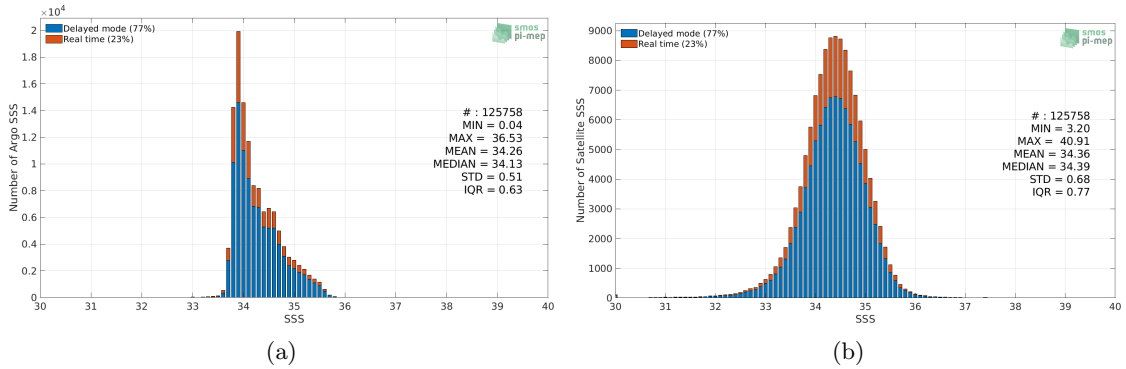 ×10⁴
Delayed mode (77%)
Real time (23%)
smos
pi-mep
2
1.8
1.6
1.4
1.2
1
0.8
0.6
0.4
0.2
0
Number of Argo SSS
# : 125758
MIN = 0.04
MAX = 36.53
MEAN = 34.26
MEDIAN = 34.13
STD = 0.51
IQR = 0.63
30 31 32 33 34 35 36 37 38 39 40
SSS
(a)
Delayed mode (77%)
Real time (23%)
smos
pi-mep
9000
8000
7000
6000
5000
4000
3000
2000
1000
0
Number of Satellite SSS
# : 125758
MIN = 3.20
MAX = 40.91
MEAN = 34.36
MEDIAN = 34.39
STD = 0.68
IQR = 0.77
30 31 32 33 34 35 36 37 38 39 40
SSS
(b)